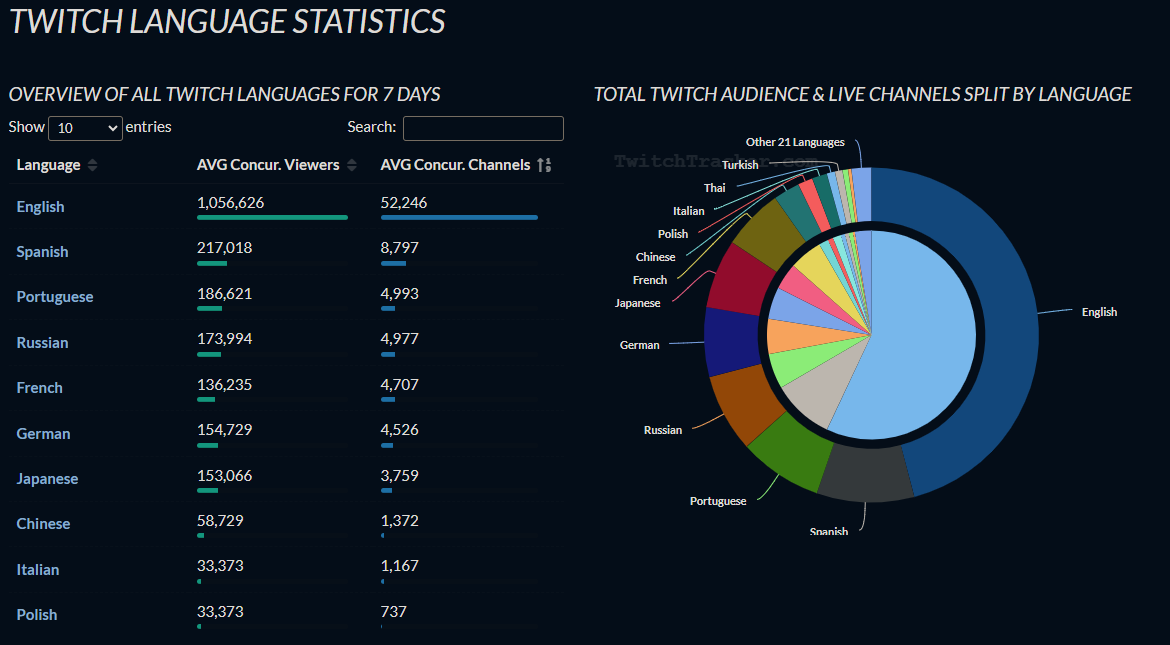 TWITCH LANGUAGE STATISTICS
OVERVIEW OF ALL TWITCH LANGUAGES FOR 7 DAYS
Show 10 entries Search:
Language AVG Concur. Viewers AVG Concur. Channels
English 1,056,626 52,246
Spanish 217,018 8,797
Portuguese 186,621 4,993
Russian 173,994 4,977
French 136,235 4,707
German 154,729 4,526
Japanese 153,066 3,759
Chinese 58,729 1,372
Italian 33,373 1,167
Polish 33,373 737
TOTAL TWITCH AUDIENCE & LIVE CHANNELS SPLIT BY LANGUAGE
Other 21 Languages
TwitchTracker.com
Turkish
Thai
Italian
Polish
Chinese
French
Japanese
English
German
Russian
Portuguese
Spanish